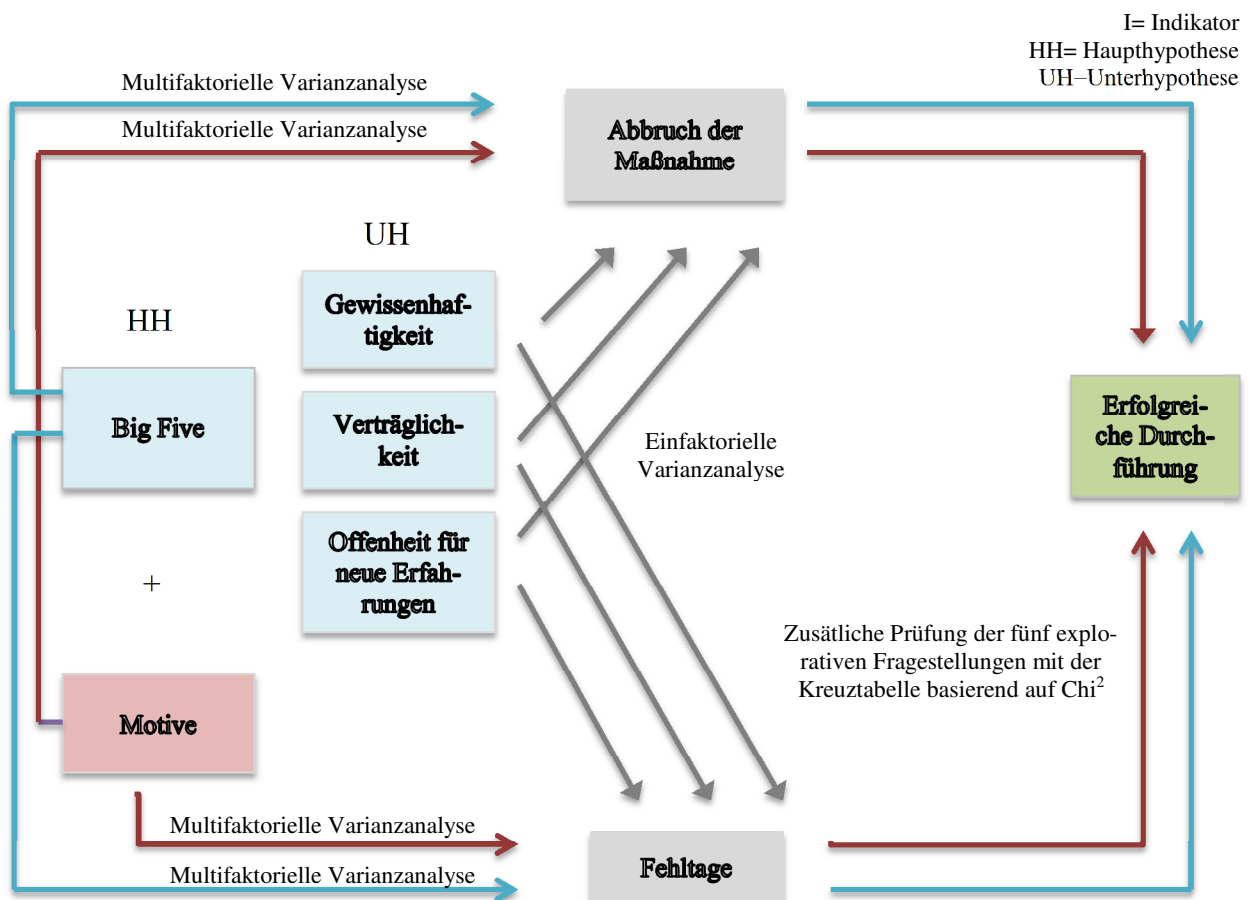 I= Indikator
HH= Haupthypothese
UH=Unterhypothese
Multifaktorielle Varianzanalyse
Multifaktorielle Varianzanalyse
Abbruch der
Maßnahme
UH
HH
Gewissenhaf-
tigkeit
Big Five
Verträglich-
keit
Einfaktorielle
Varianzanalyse
Erfolgrei-
che Durch-
führung
Offenheit für
neue Erfah-
rungen
+
Zusätliche Prüfung der fünf explo-
rativen Fragestellungen mit der
Kreuztabelle basierend auf Chi²
Motive
Multifaktorielle Varianzanalyse
Multifaktorielle Varianzanalyse
Fehltage